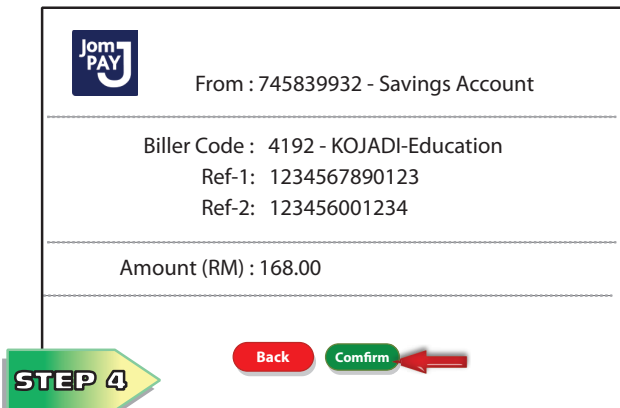 Jom
PAY
From : 745839932 - Savings Account
Biller Code : 4192 - KOJADI-Education
Ref-1: 1234567890123
Ref-2: 123456001234
Amount (RM) : 168.00
Back Comfirm
STEP 4